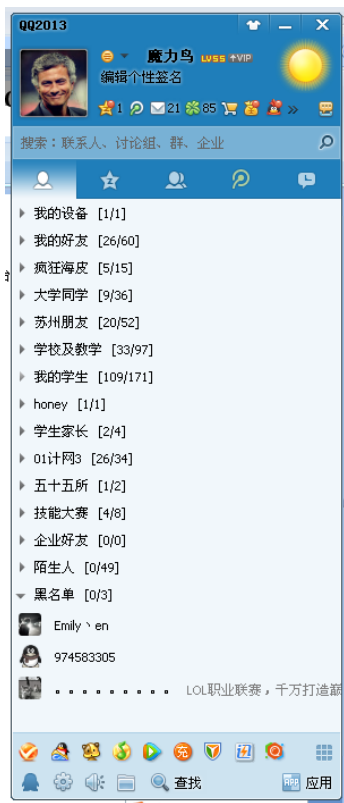 QQ2013
魔力鸟 LV55 VIP
编辑个性签名
1 21 85 »
搜索：联系人、讨论组、群、企业
我的设备 [1/1]
我的好友 [26/60]
疯狂海皮 [5/15]
大学同学 [9/36]
苏州朋友 [20/52]
学校及教学 [33/97]
我的学生 [109/171]
honey [1/1]
学生家长 [2/4]
01计网3 [26/34]
五十五所 [1/2]
技能大赛 [4/8]
企业好友 [0/0]
陌生人 [0/49]
黑名单 [0/3]
Emily丶en
974583305
。。。。。。。。。 LOL职业联赛，千万打造巅
查找 APP 应用